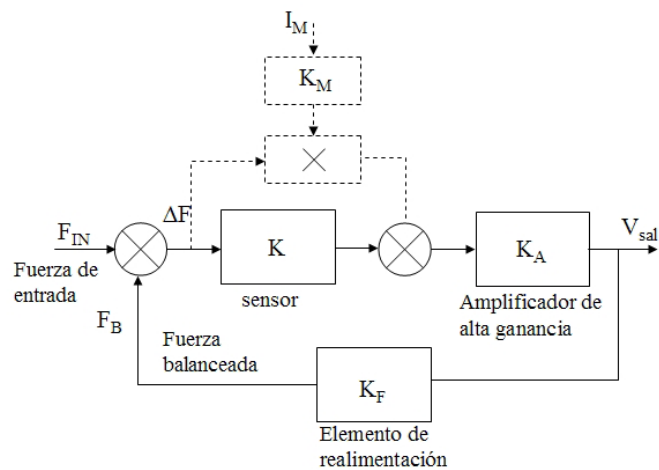 I_M
K_M
×
ΔF
F_IN
Fuerza de
entrada
K
sensor
K_A
V_sal
Amplificador de
alta ganancia
F_B
Fuerza
balanceada
K_F
Elemento de
realimentación